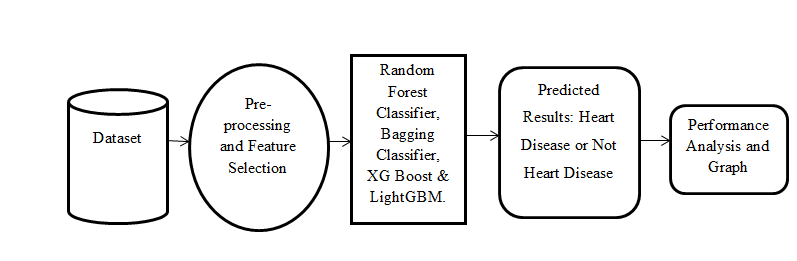 Dataset
Pre-
processing
and Feature
Selection
Random
Forest
Classifier,
Bagging
Classifier,
XG Boost &
LightGBM.
Predicted
Results: Heart
Disease or Not
Heart Disease
Performance
Analysis and
Graph